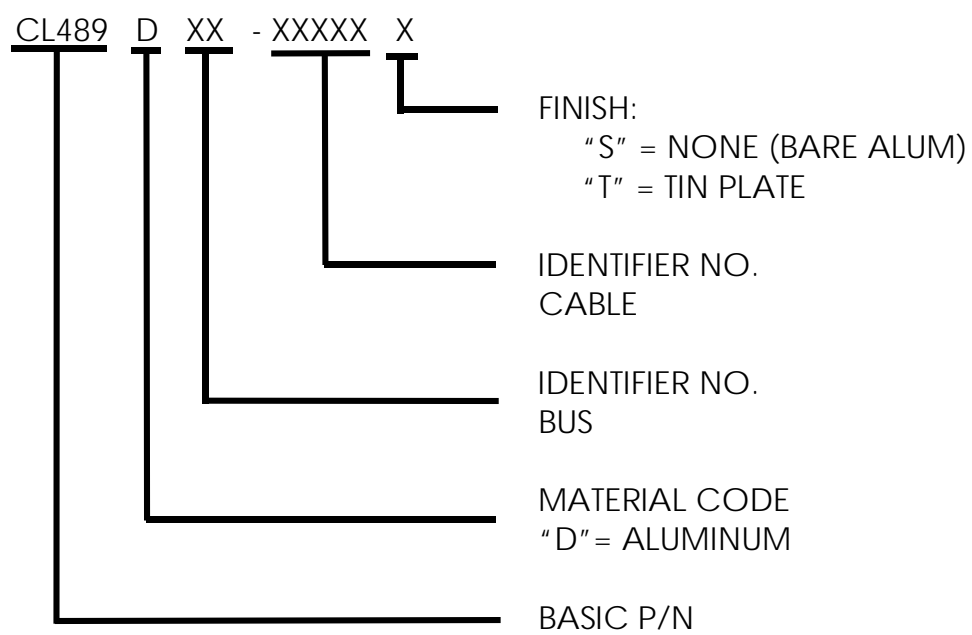 CL489 D XX - XXXXX X
FINISH:
"S" = NONE (BARE ALUM)
"T" = TIN PLATE
IDENTIFIER NO.
CABLE
IDENTIFIER NO.
BUS
MATERIAL CODE
"D"= ALUMINUM
BASIC P/N